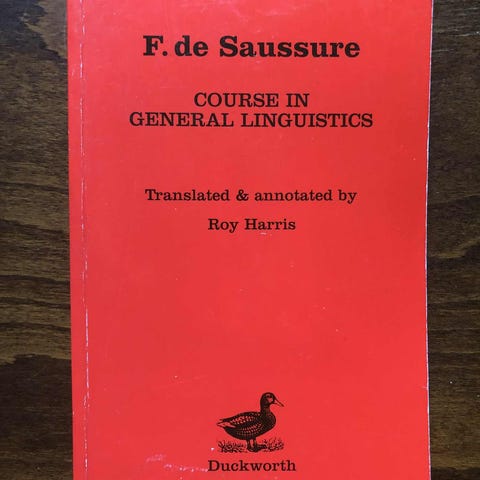 F. de Saussure
COURSE IN
GENERAL LINGUISTICS
Translated & annotated by
Roy Harris
Duckworth